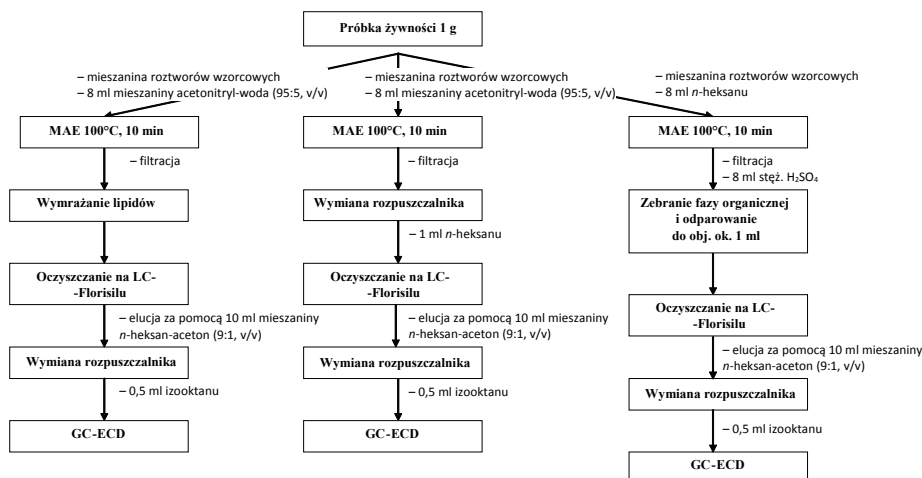 Próbka żywności 1 g
– mieszanina roztworów wzorcowych
– 8 ml mieszaniny acetonitryl-woda (95:5, v/v)
MAE 100°C, 10 min
– filtracja
Wymrażanie lipidów
Oczyszczanie na LC-
-Florisilu
– elucja za pomocą 10 ml mieszaniny
n-heksan-aceton (9:1, v/v)
Wymiana rozpuszczalnika
– 0,5 ml izooktanu
GC-ECD
– mieszanina roztworów wzorcowych
– 8 ml mieszaniny acetonitryl-woda (95:5, v/v)
MAE 100°C, 10 min
– filtracja
Wymiana rozpuszczalnika
– 1 ml n-heksanu
Oczyszczanie na LC-
-Florisilu
– elucja za pomocą 10 ml mieszaniny
n-heksan-aceton (9:1, v/v)
Wymiana rozpuszczalnika
– 0,5 ml izooktanu
GC-ECD
– mieszanina roztworów wzorcowych
– 8 ml n-heksanu
MAE 100°C, 10 min
– filtracja
– 8 ml stęż. H₂SO₄
Zebranie fazy organicznej
i odparowanie
do obj. ok. 1 ml
Oczyszczanie na LC-
-Florisilu
– elucja za pomocą 10 ml mieszaniny
n-heksan-aceton (9:1, v/v)
Wymiana rozpuszczalnika
– 0,5 ml izooktanu
GC-ECD